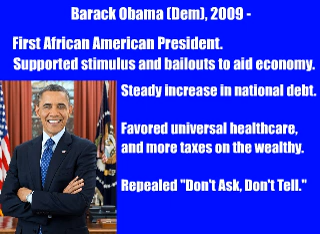 Barack Obama (Dem), 2009 -
First African American President.
Supported stimulus and bailouts to aid economy.
Steady increase in national debt.
Favored universal healthcare,
and more taxes on the wealthy.
Repealed "Don't Ask, Don't Tell."